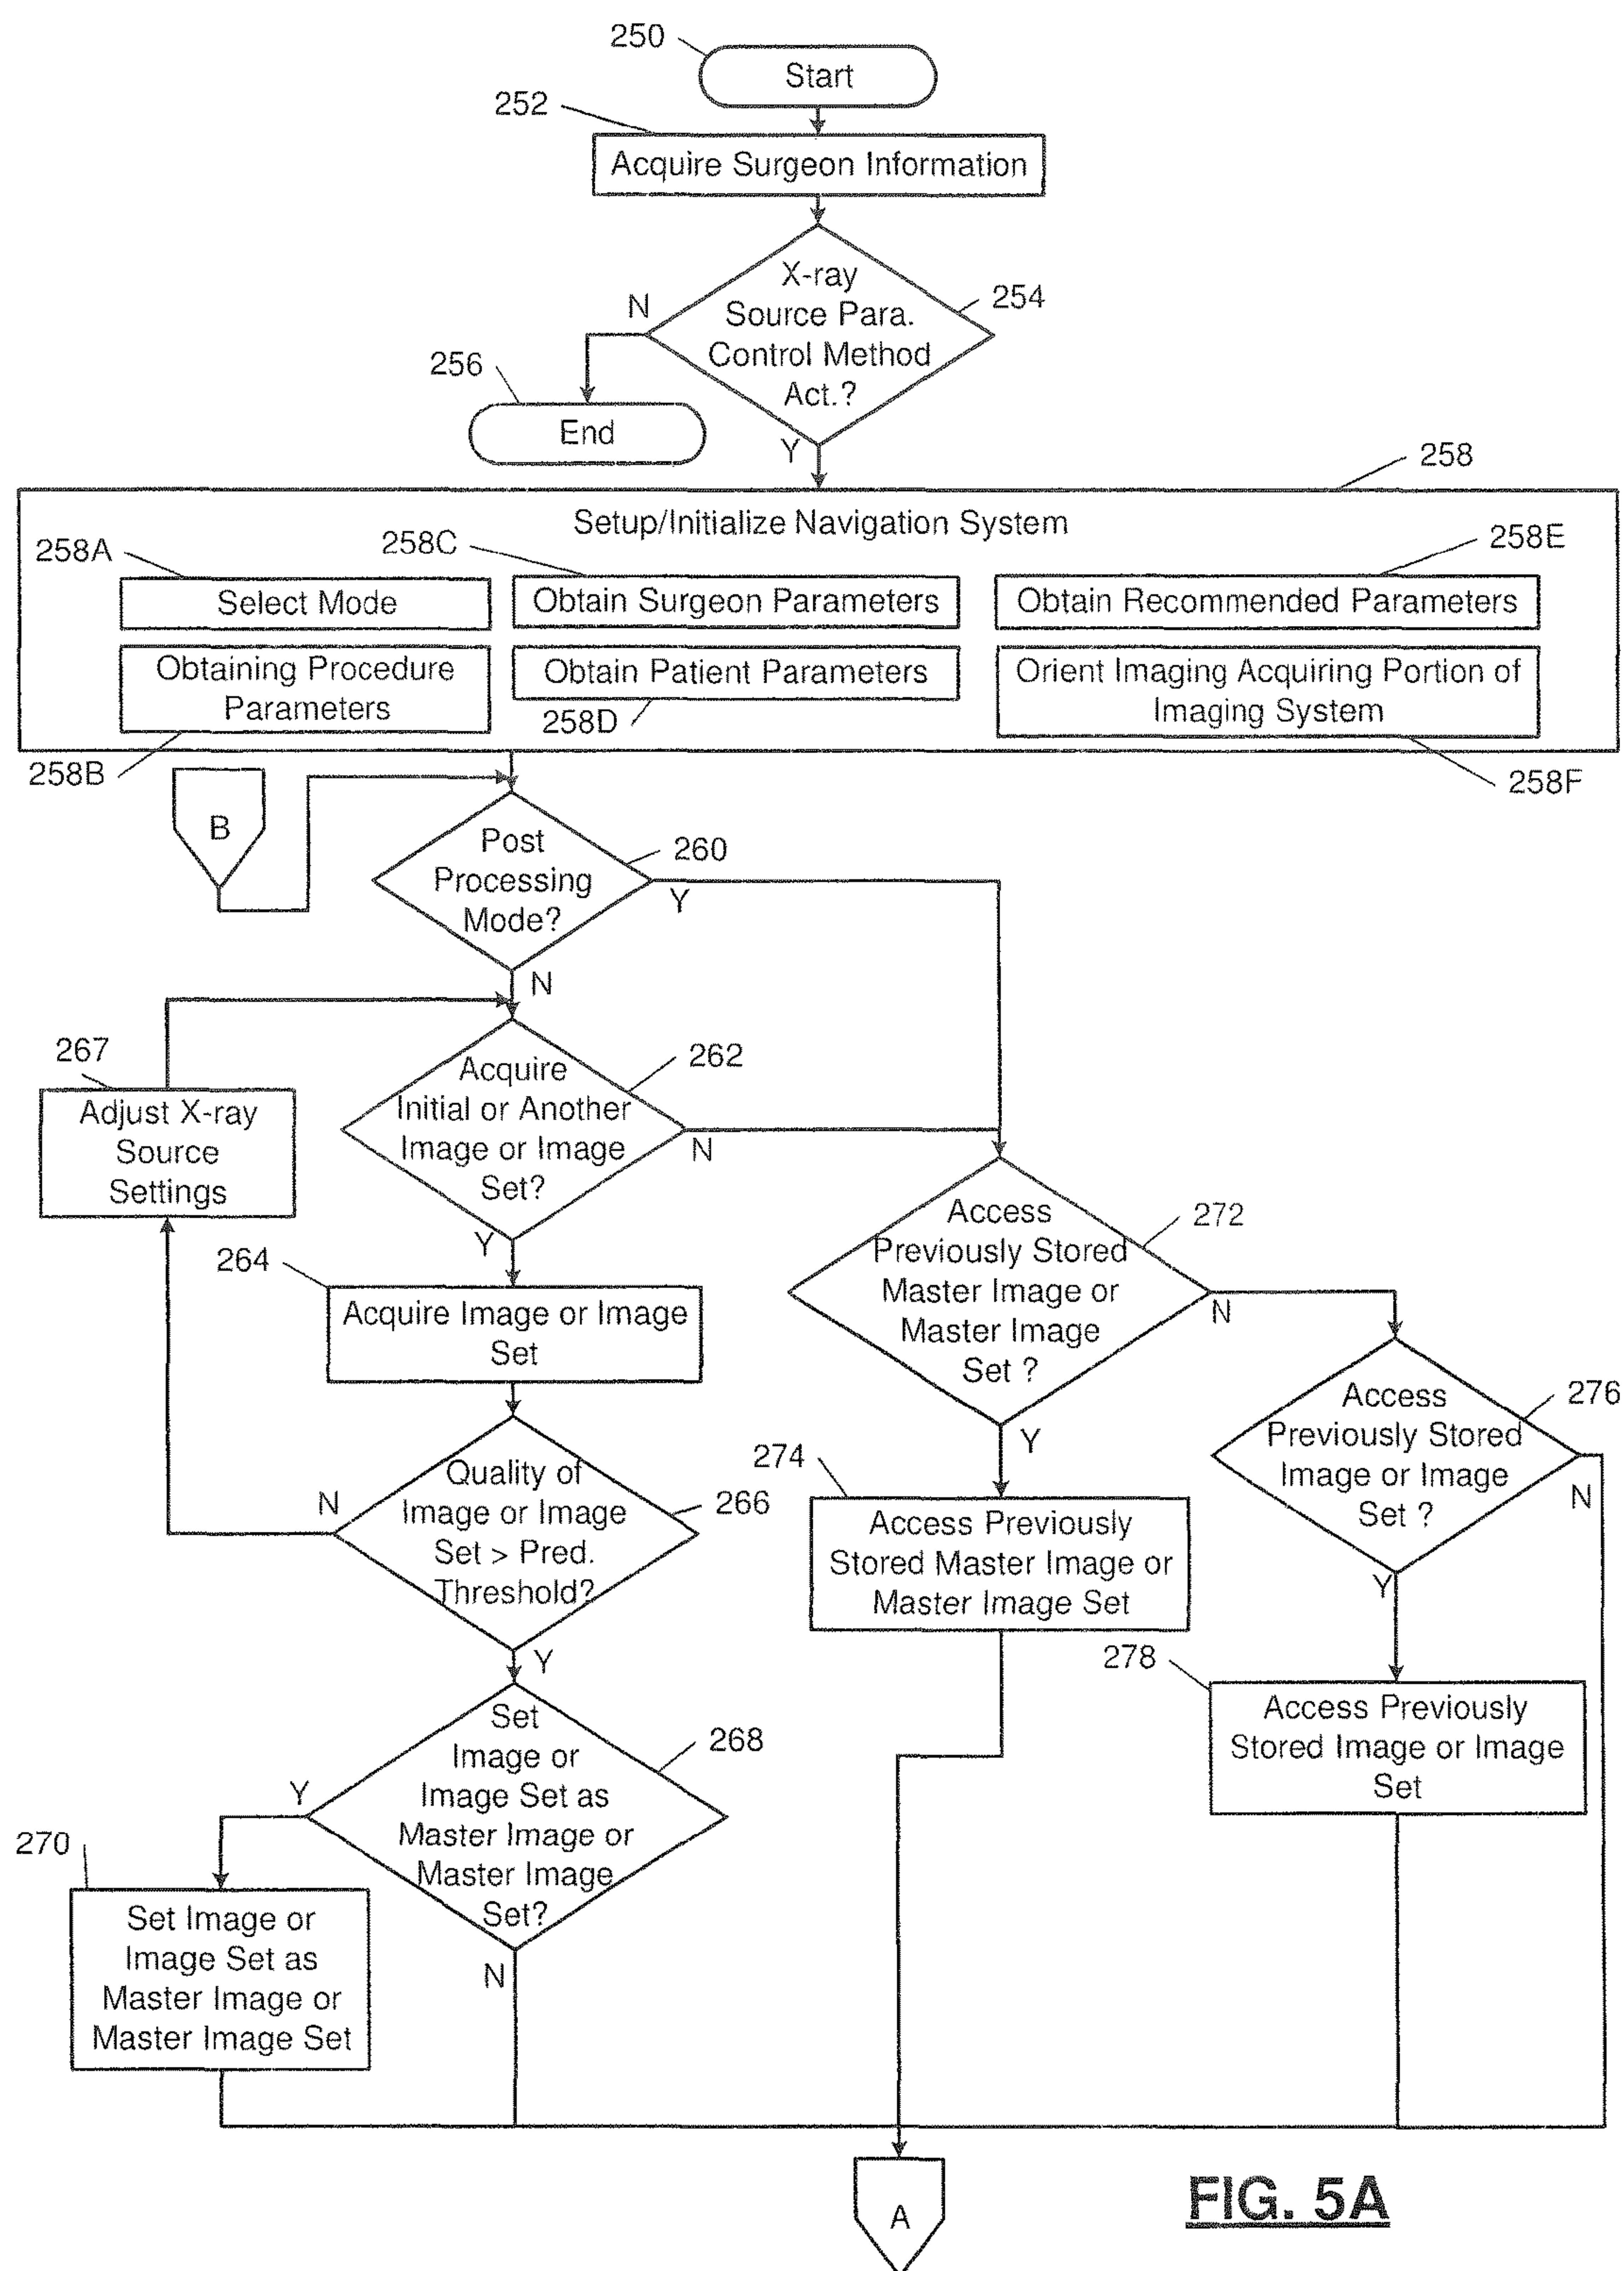 250
Start
252
Acquire Surgeon Information
X-ray
Source Para.
Control Method
Act.?
254
N
256
End
Y
258
Setup/Initialize Navigation System
258A
258C
258E
Select Mode
Obtain Surgeon Parameters
Obtain Recommended Parameters
Obtaining Procedure
Parameters
Obtain Patient Parameters
Orient Imaging Acquiring Portion of
Imaging System
258B
258D
258F
B
Post
Processing
Mode?
260
Y
N
267
Adjust X-ray
Source
Settings
Acquire
Initial or Another
Image or Image
Set?
262
N
Y
264
Acquire Image or Image
Set
Access
Previously Stored
Master Image or
Master Image
Set ?
272
N
Y
Access
Previously Stored
Image or Image
Set ?
276
N
Y
Quality of
Image or Image
Set > Pred.
Threshold?
266
N
Y
274
Access Previously
Stored Master Image or
Master Image Set
278
Access Previously
Stored Image or Image
Set
Set
Image or
Image Set as
Master Image or
Master Image
Set?
268
Y
N
270
Set Image or
Image Set as
Master Image or
Master Image Set
A
FIG. 5A